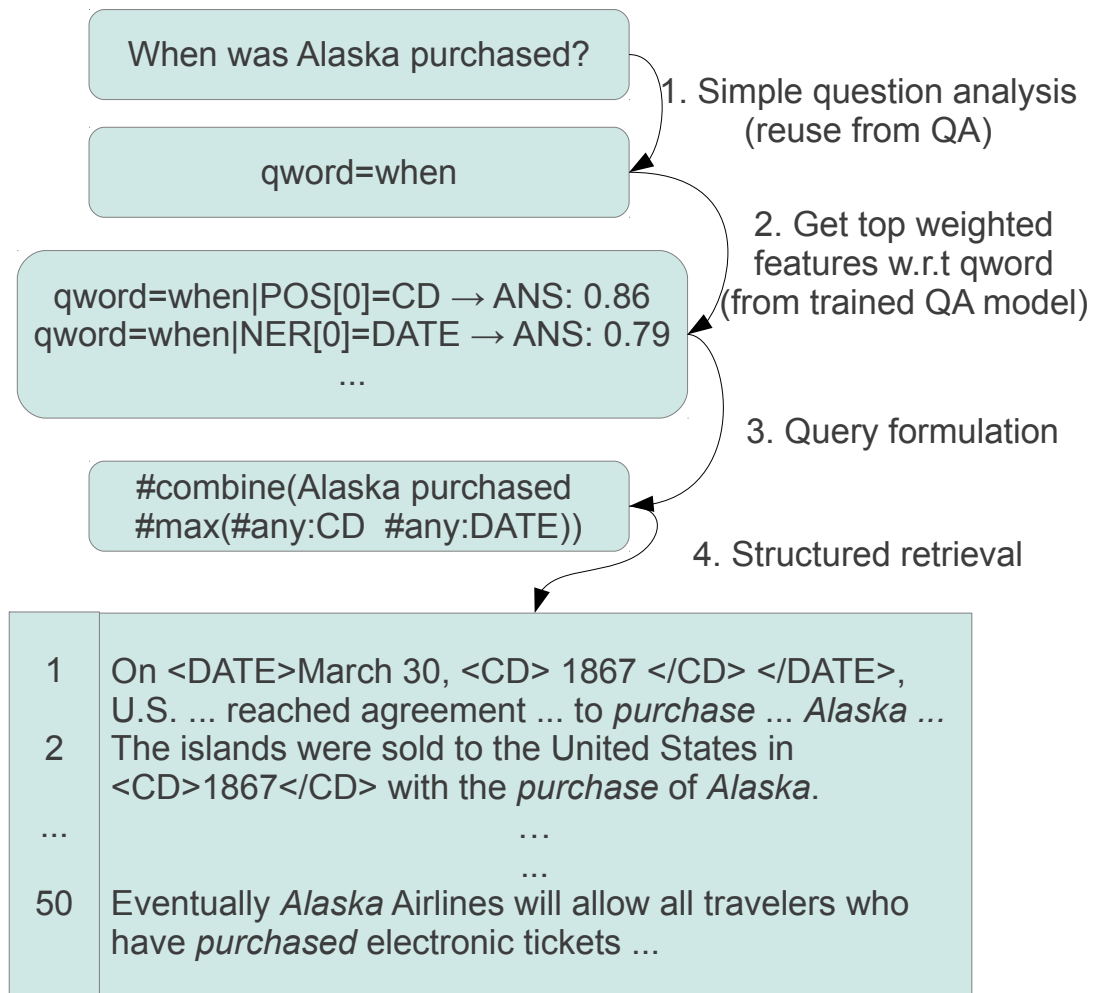 When was Alaska purchased?
1. Simple question analysis
(reuse from QA)
qword=when
2. Get top weighted
features w.r.t qword
(from trained QA model)
qword=when|POS[0]=CD → ANS: 0.86
qword=when|NER[0]=DATE → ANS: 0.79
...
3. Query formulation
#combine(Alaska purchased
#max(#any:CD #any:DATE))
4. Structured retrieval
1 On <DATE>March 30, <CD> 1867 </CD> </DATE>,
U.S. ... reached agreement ... to purchase ... Alaska ...
2 The islands were sold to the United States in
<CD>1867</CD> with the purchase of Alaska.
... ...
...
50 Eventually Alaska Airlines will allow all travelers who
have purchased electronic tickets ...